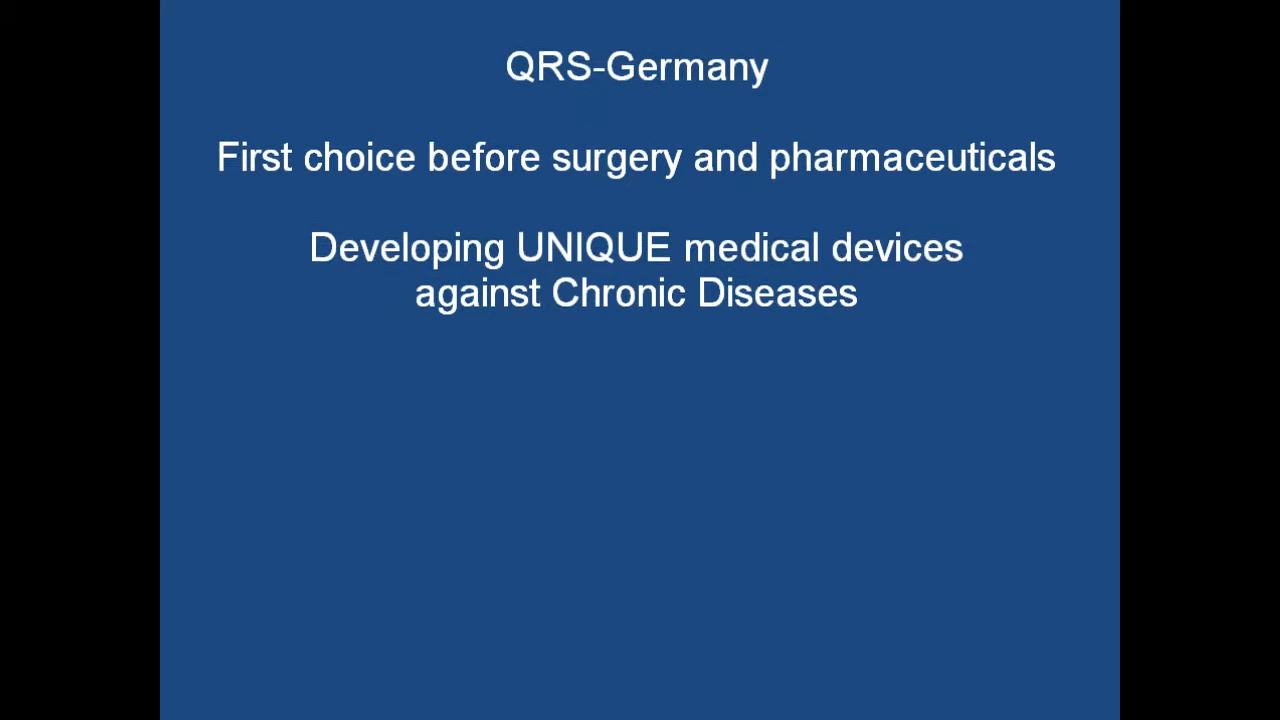 QRS-Germany
First choice before surgery and pharmaceuticals
Developing UNIQUE medical devices
against Chronic Diseases